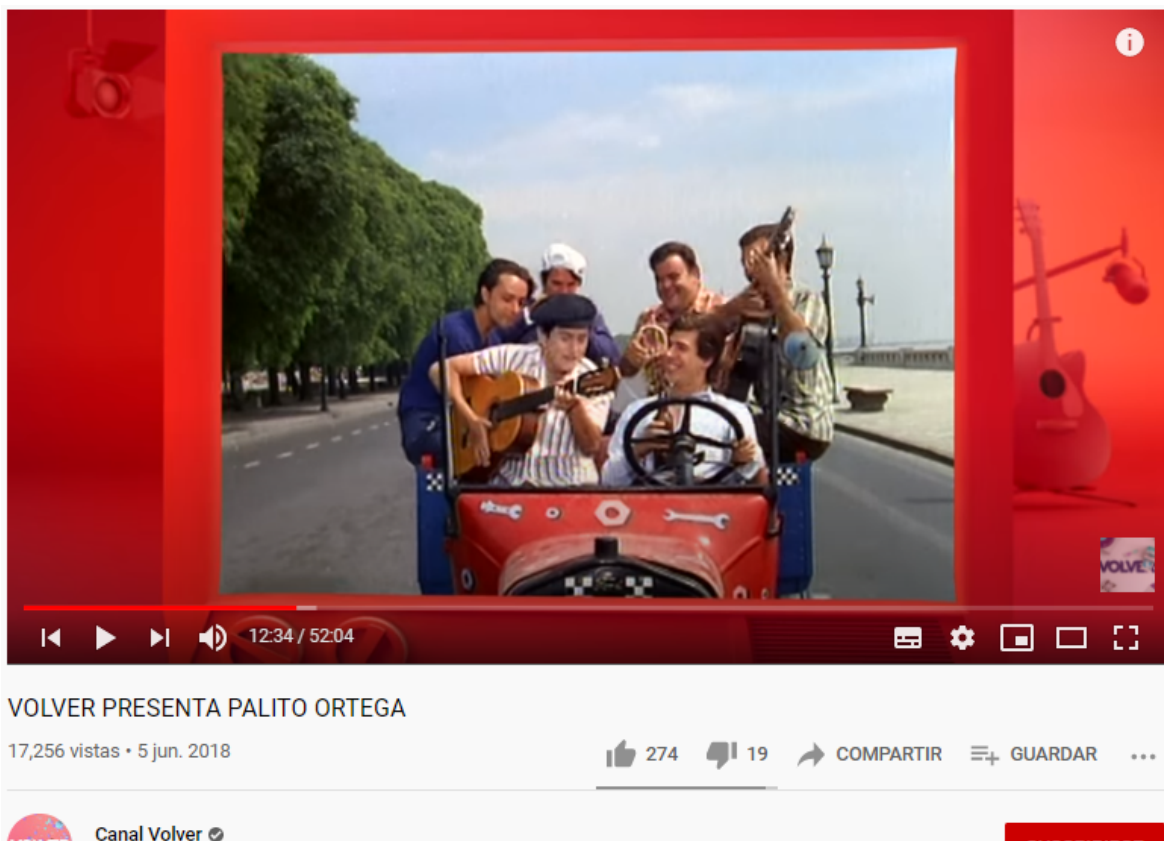 VOLVE
12:34 / 52:04
VOLVER PRESENTA PALITO ORTEGA
17,256 vistas • 5 jun. 2018
274 19 COMPARTIR GUARDAR
Canal Volver